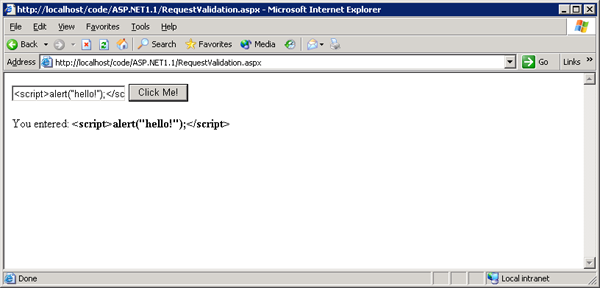 http://localhost/code/ASP.NET1.1/RequestValidation.aspx - Microsoft Internet Explorer
File Edit View Favorites Tools Help
Back Search Favorites Media
Address http://localhost/code/ASP.NET1.1/RequestValidation.aspx Go Links »
<script>alert("hello!");</sc Click Me!
You entered: <script>alert("hello!");</script>
Done Local intranet